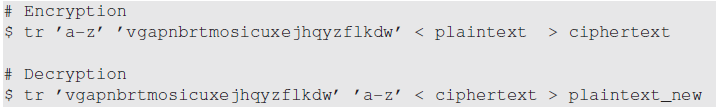 # Encryption
$ tr ’a-z’ ’vgapnbrtmosicuxejhqyzflkdw’ < plaintext  > ciphertext
# Decryption
$ tr ’vgapnbrtmosicuxejhqyzflkdw’ ’a-z’ < ciphertext > plaintext_new